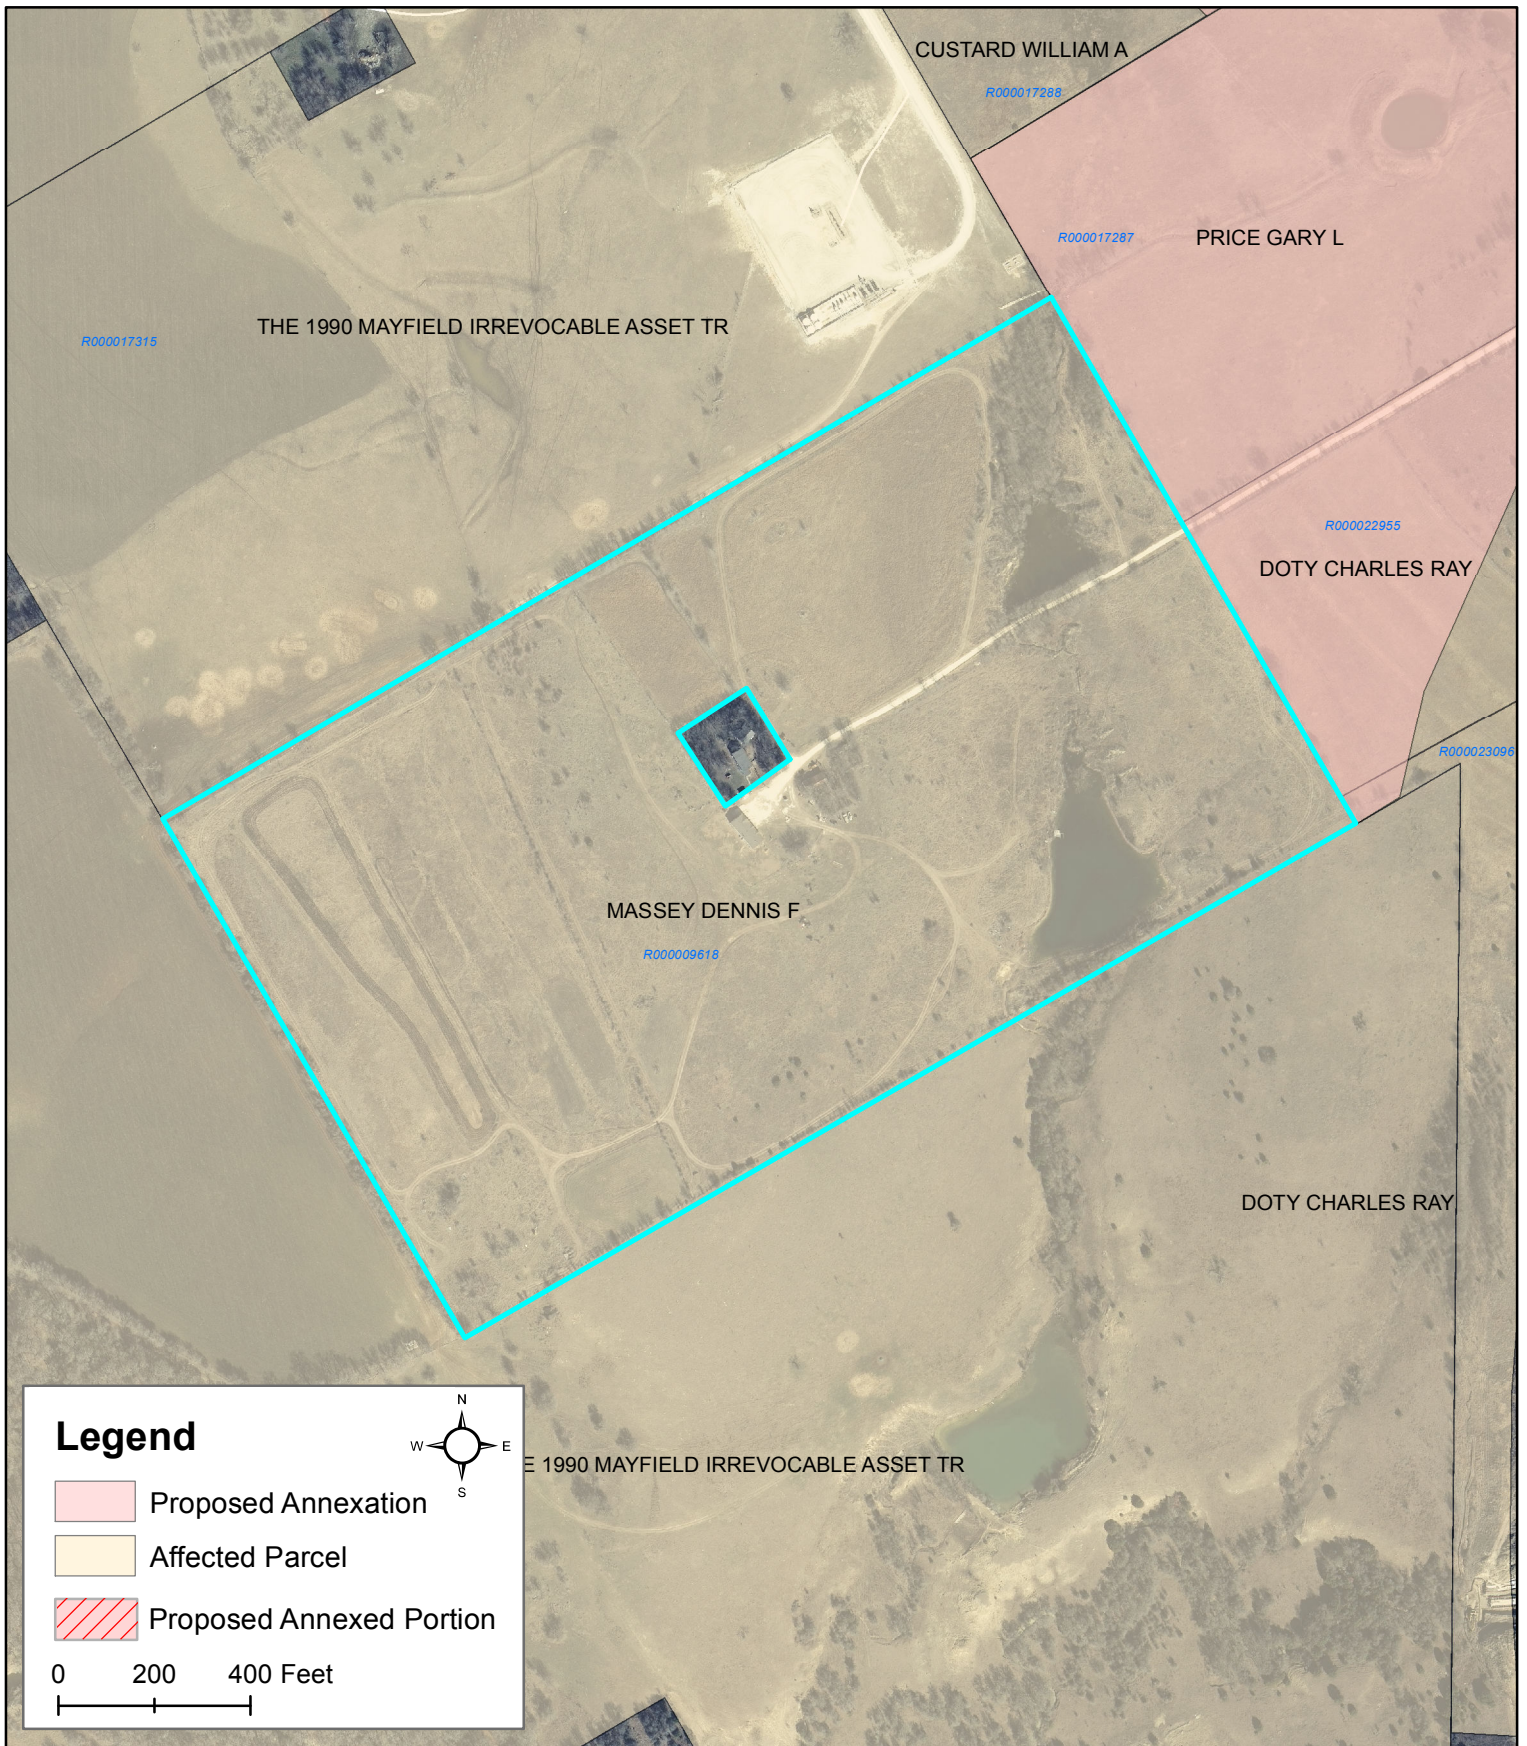 CUSTARD WILLIAM A
R000017288
R000017287
PRICE GARY L
THE 1990 MAYFIELD IRREVOCABLE ASSET TR
R000017315
R000022955
DOTY CHARLES RAY
R000023096
MASSEY DENNIS F
R000009618
DOTY CHARLES RAY
E 1990 MAYFIELD IRREVOCABLE ASSET TR
Legend
N
W E
S
Proposed Annexation
Affected Parcel
Proposed Annexed Portion
0 200 400 Feet